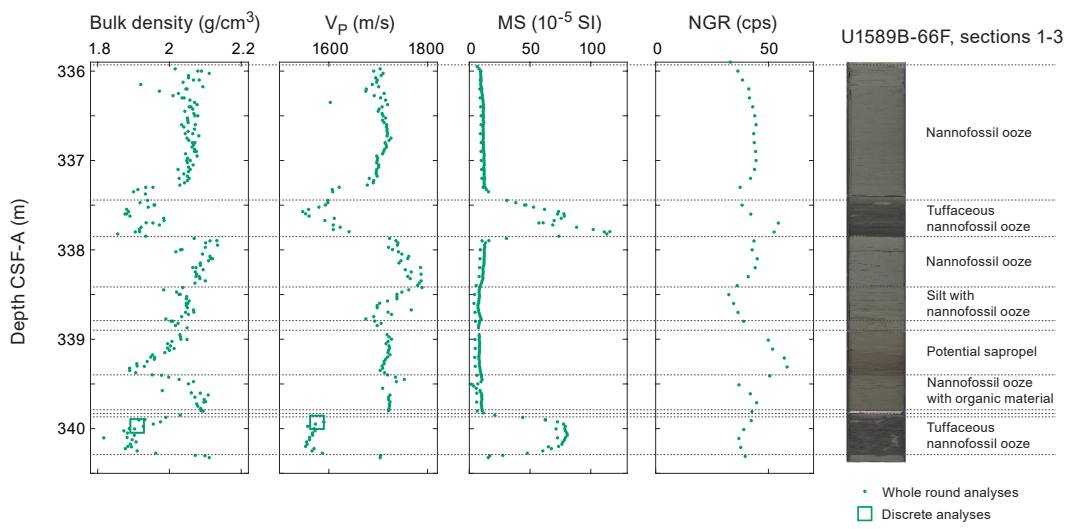 Bulk density (g/cm³)
V_P (m/s)
MS (10⁻⁵ SI)
NGR (cps)
U1589B-66F, sections 1-3
1.8 2 2.2
1600 1800
0 50 100
0 50
Depth CSF-A (m)
336
337
338
339
340
Nannofossil ooze
Tuffaceous
nannofossil ooze
Nannofossil ooze
Silt with
nannofossil ooze
Potential sapropel
Nannofossil ooze
with organic material
Tuffaceous
nannofossil ooze
Whole round analyses
Discrete analyses